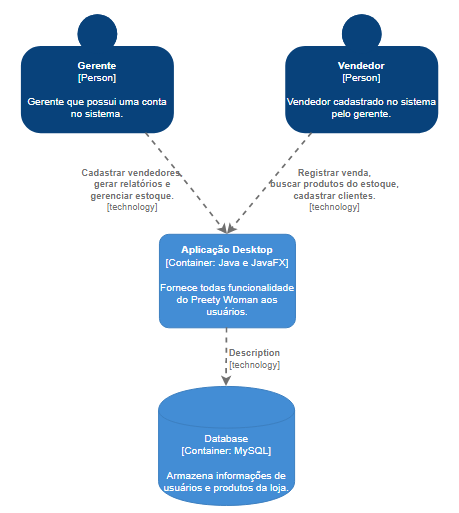 Gerente
[Person]
Gerente que possui uma conta
no sistema.
Vendedor
[Person]
Vendedor cadastrado no sistema
pelo gerente.
Cadastrar vendedores,
gerar relatórios e
gerenciar estoque.
[technology]
Registrar venda,
buscar produtos do estoque,
cadastrar clientes.
[technology]
Aplicação Desktop
[Container: Java e JavaFX]
Fornece todas funcionalidade
do Preety Woman aos
usuários.
Description
[technology]
Database
[Container: MySQL]
Armazena informações de
usuários e produtos da loja.